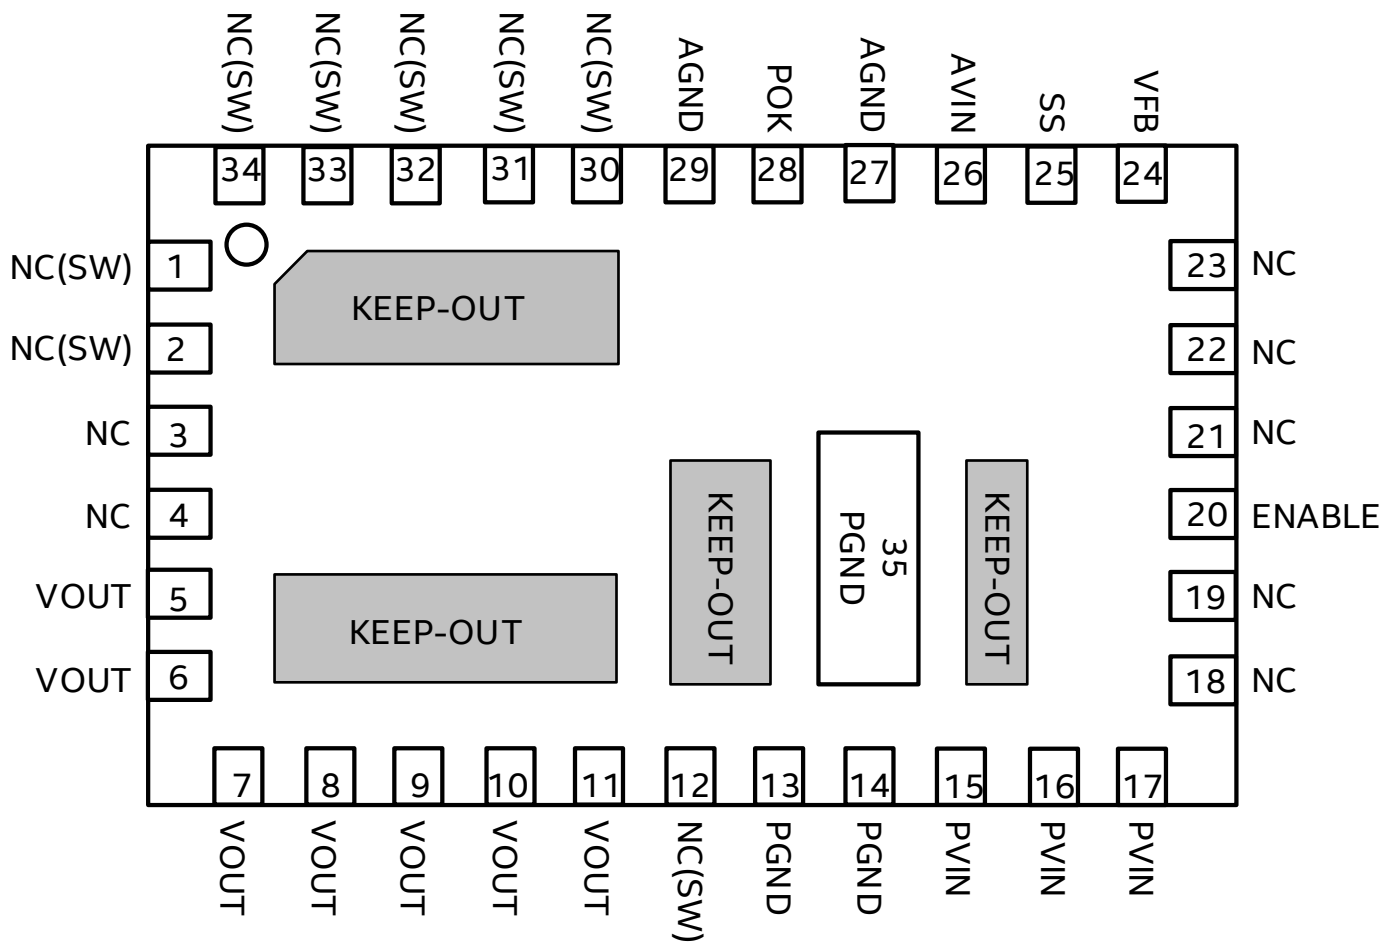 NC(SW)
NC(SW)
NC(SW)
NC(SW)
NC(SW)
AGND
POK
AGND
AVIN
SS
VFB
34
33
32
31
30
29
28
27
26
25
24
NC(SW) 1
23 NC
KEEP-OUT
NC(SW) 2
22 NC
NC 3
21 NC
NC 4
20 ENABLE
KEEP-OUT
35
PGND
KEEP-OUT
VOUT 5
19 NC
KEEP-OUT
VOUT 6
18 NC
7
8
9
10
11
12
13
14
15
16
17
VOUT
VOUT
VOUT
VOUT
VOUT
NC(SW)
PGND
PGND
PVIN
PVIN
PVIN